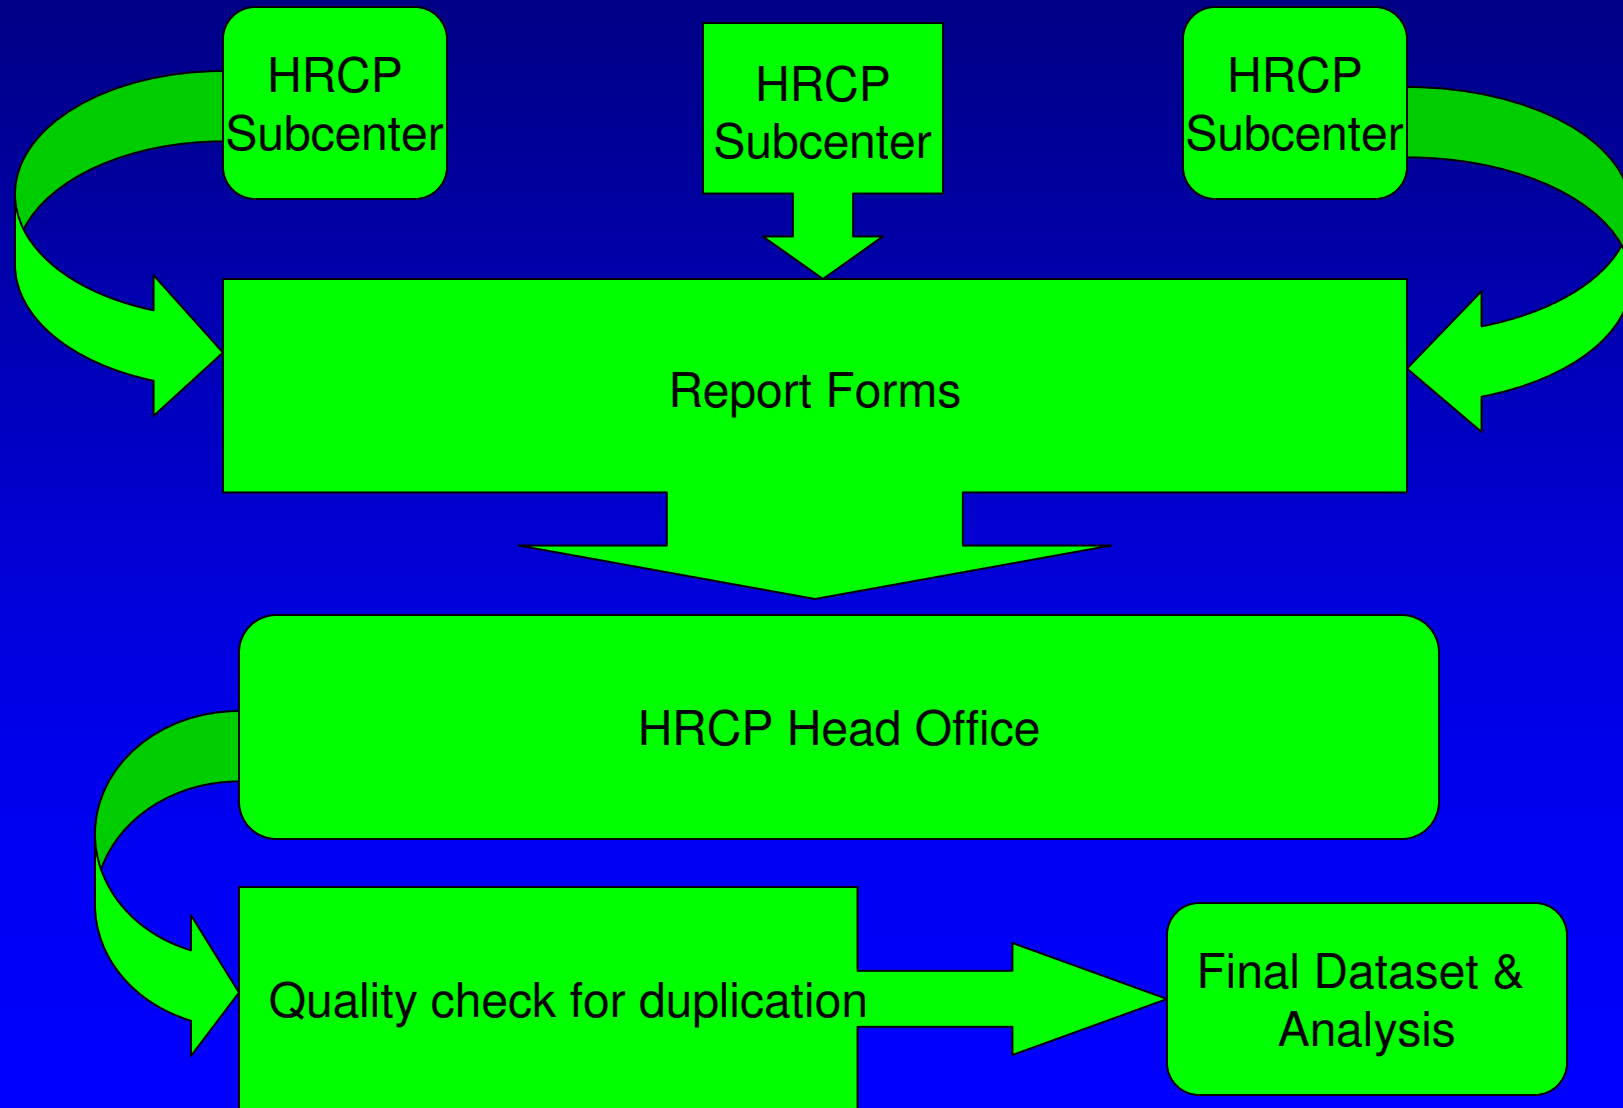 HRCP
Subcenter
HRCP
Subcenter
HRCP
Subcenter
Report Forms
HRCP Head Office
Quality check for duplication
Final Dataset &
Analysis